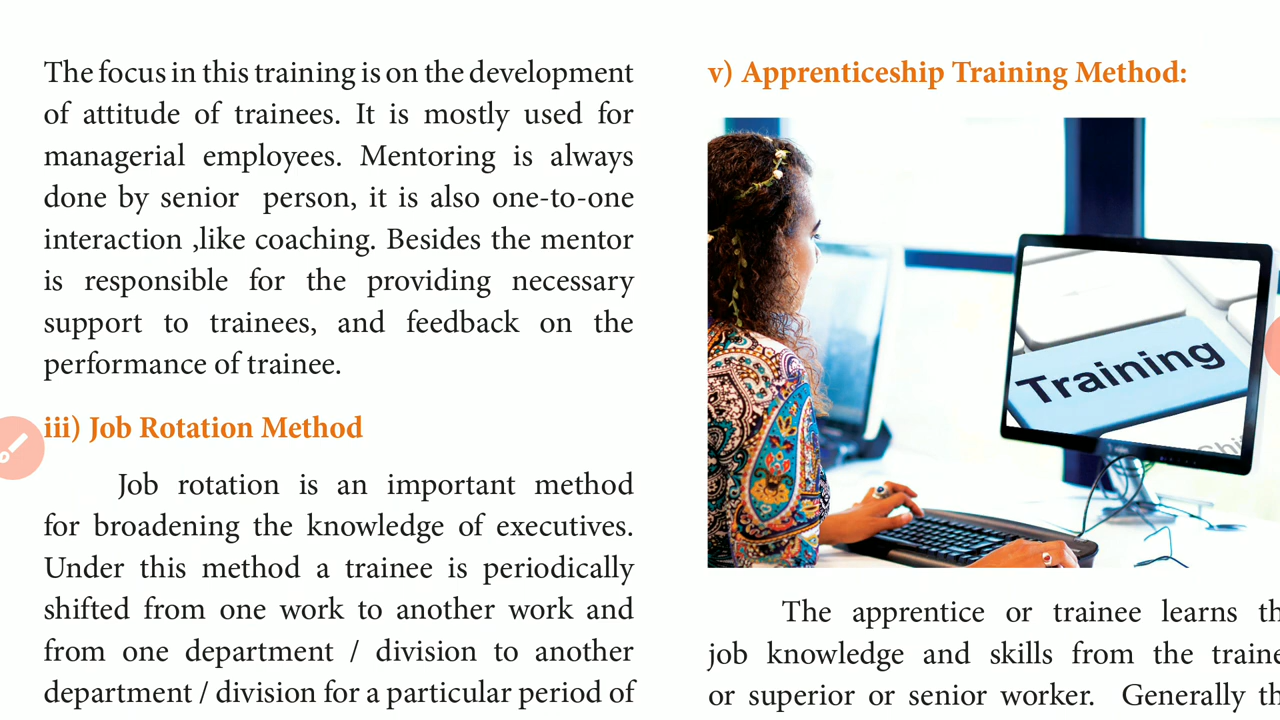 The focus in this training is on the development
of attitude of trainees. It is mostly used for
managerial employees. Mentoring is always
done by senior person, it is also one-to-one
interaction ,like coaching. Besides the mentor
is responsible for the providing necessary
support to trainees, and feedback on the
performance of trainee.
iii) Job Rotation Method
Job rotation is an important method
for broadening the knowledge of executives.
Under this method a trainee is periodically
shifted from one work to another work and
from one department / division to another
department / division for a particular period of
v) Apprenticeship Training Method:
Training
The apprentice or trainee learns
job knowledge and skills from the
or superior or senior worker. Generally